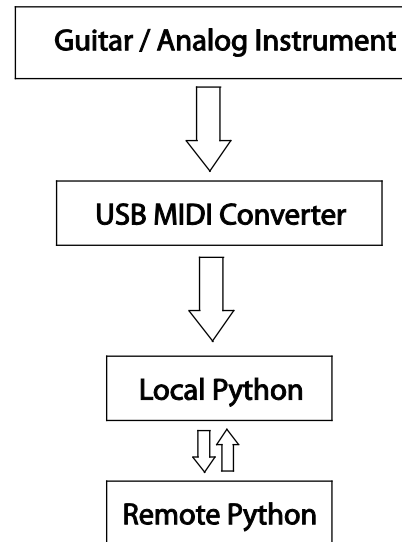 Guitar / Analog Instrument
USB MIDI Converter
Local Python
Remote Python